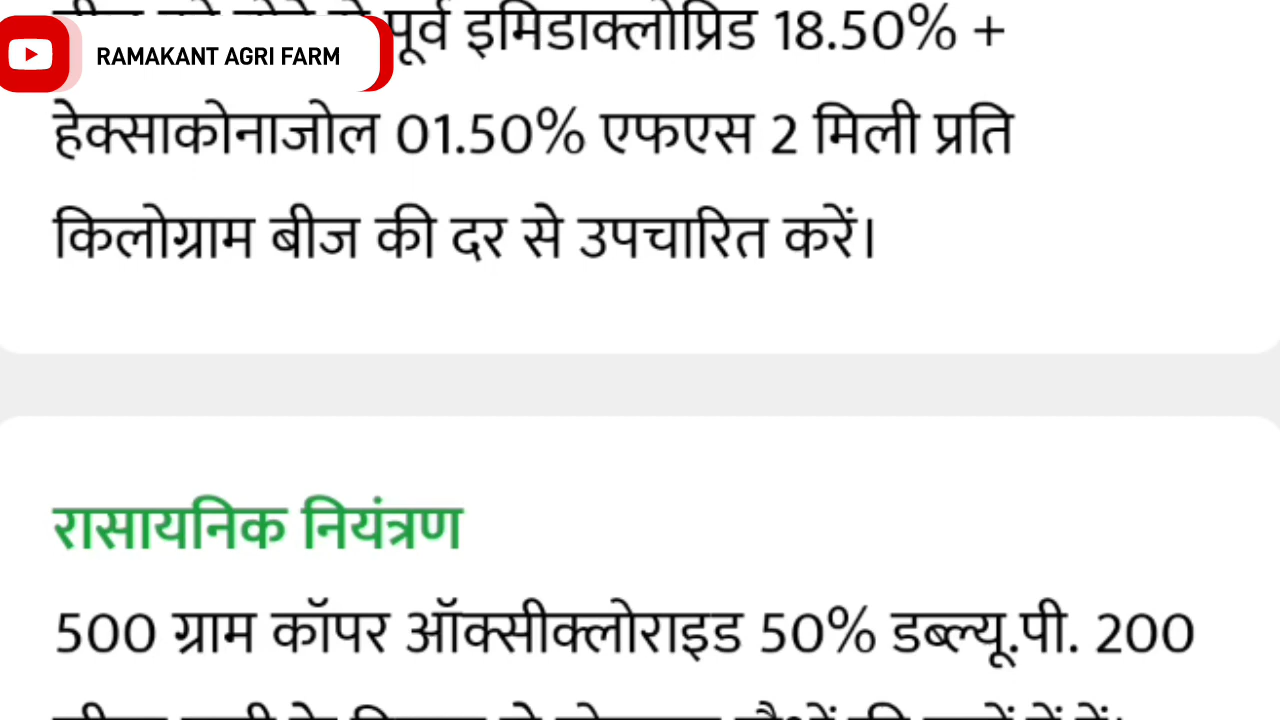 RAMAKANT AGRI FARM
पूर्व इमिडाक्लोप्रिड 18.50% +
हेक्साकोनाजोल 01.50% एफएस 2 मिली प्रति
किलोग्राम बीज की दर से उपचारित करें।
रासायनिक नियंत्रण
500 ग्राम कॉपर ऑक्सीक्लोराइड 50% डब्ल्यू.पी. 200